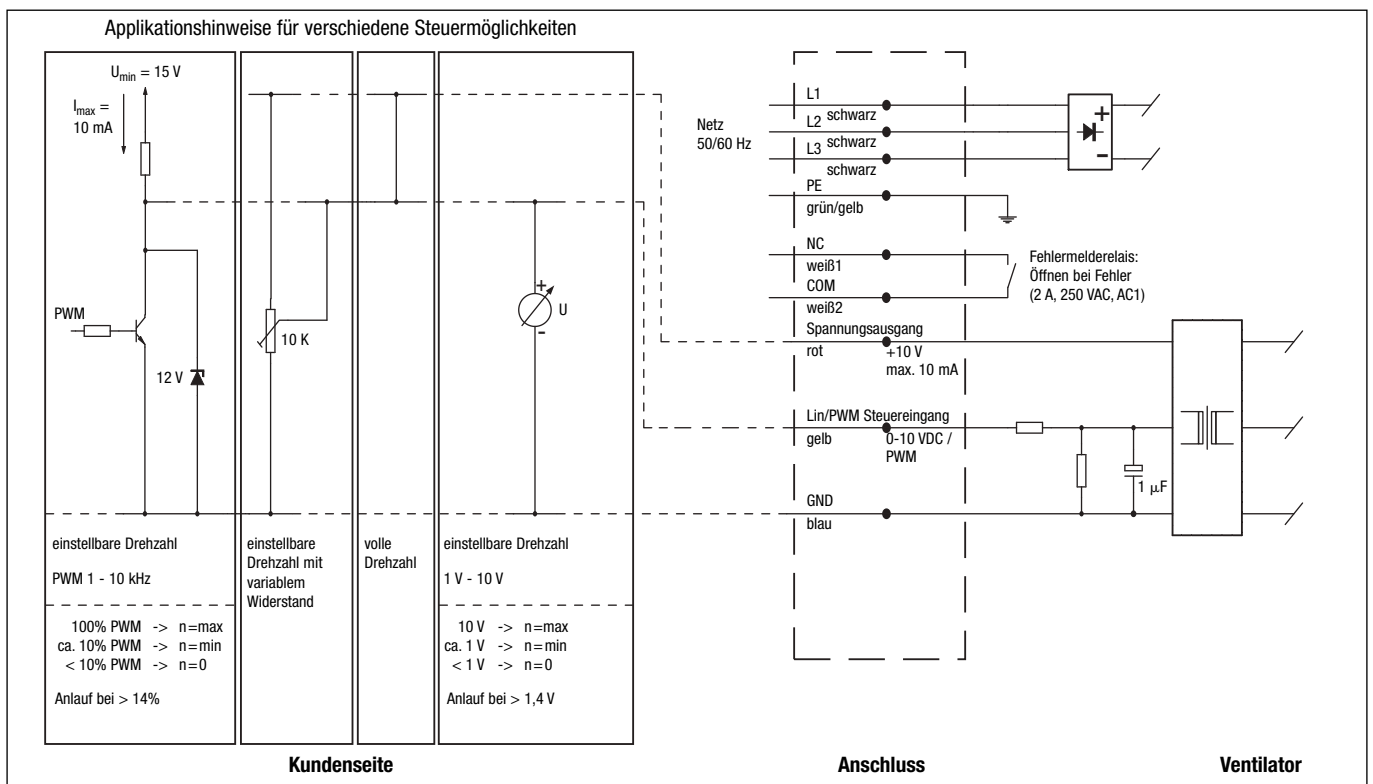 Applikationshinweise für verschiedene Steuermöglichkeiten
Umin = 15 V
Imax =
10 mA
PWM
12 V
10 K
+
U
-
einstellbare Drehzahl
PWM 1 - 10 kHz
100% PWM -> n=max
ca. 10% PWM -> n=min
< 10% PWM -> n=0
Anlauf bei > 14%
einstellbare
Drehzahl mit
variablem
Widerstand
volle
Drehzahl
einstellbare Drehzahl
1 V - 10 V
10 V -> n=max
ca. 1 V -> n=min
< 1 V -> n=0
Anlauf bei > 1,4 V
Kundenseite
Netz
50/60 Hz
L1
schwarz
L2
schwarz
L3
schwarz
PE
grün/gelb
NC
weiß1
COM
weiß2
Spannungsausgang
rot
+10 V
max. 10 mA
Lin/PWM Steuereingang
gelb
0-10 VDC /
PWM
GND
blau
Anschluss
+
-
Fehlermelderelais:
Öffnen bei Fehler
(2 A, 250 VAC, AC1)
1 µF
Ventilator